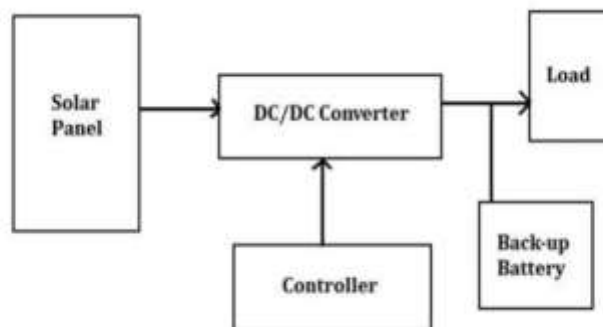 Solar
Panel
DC/DC Converter
Load
Back-up
Battery
Controller